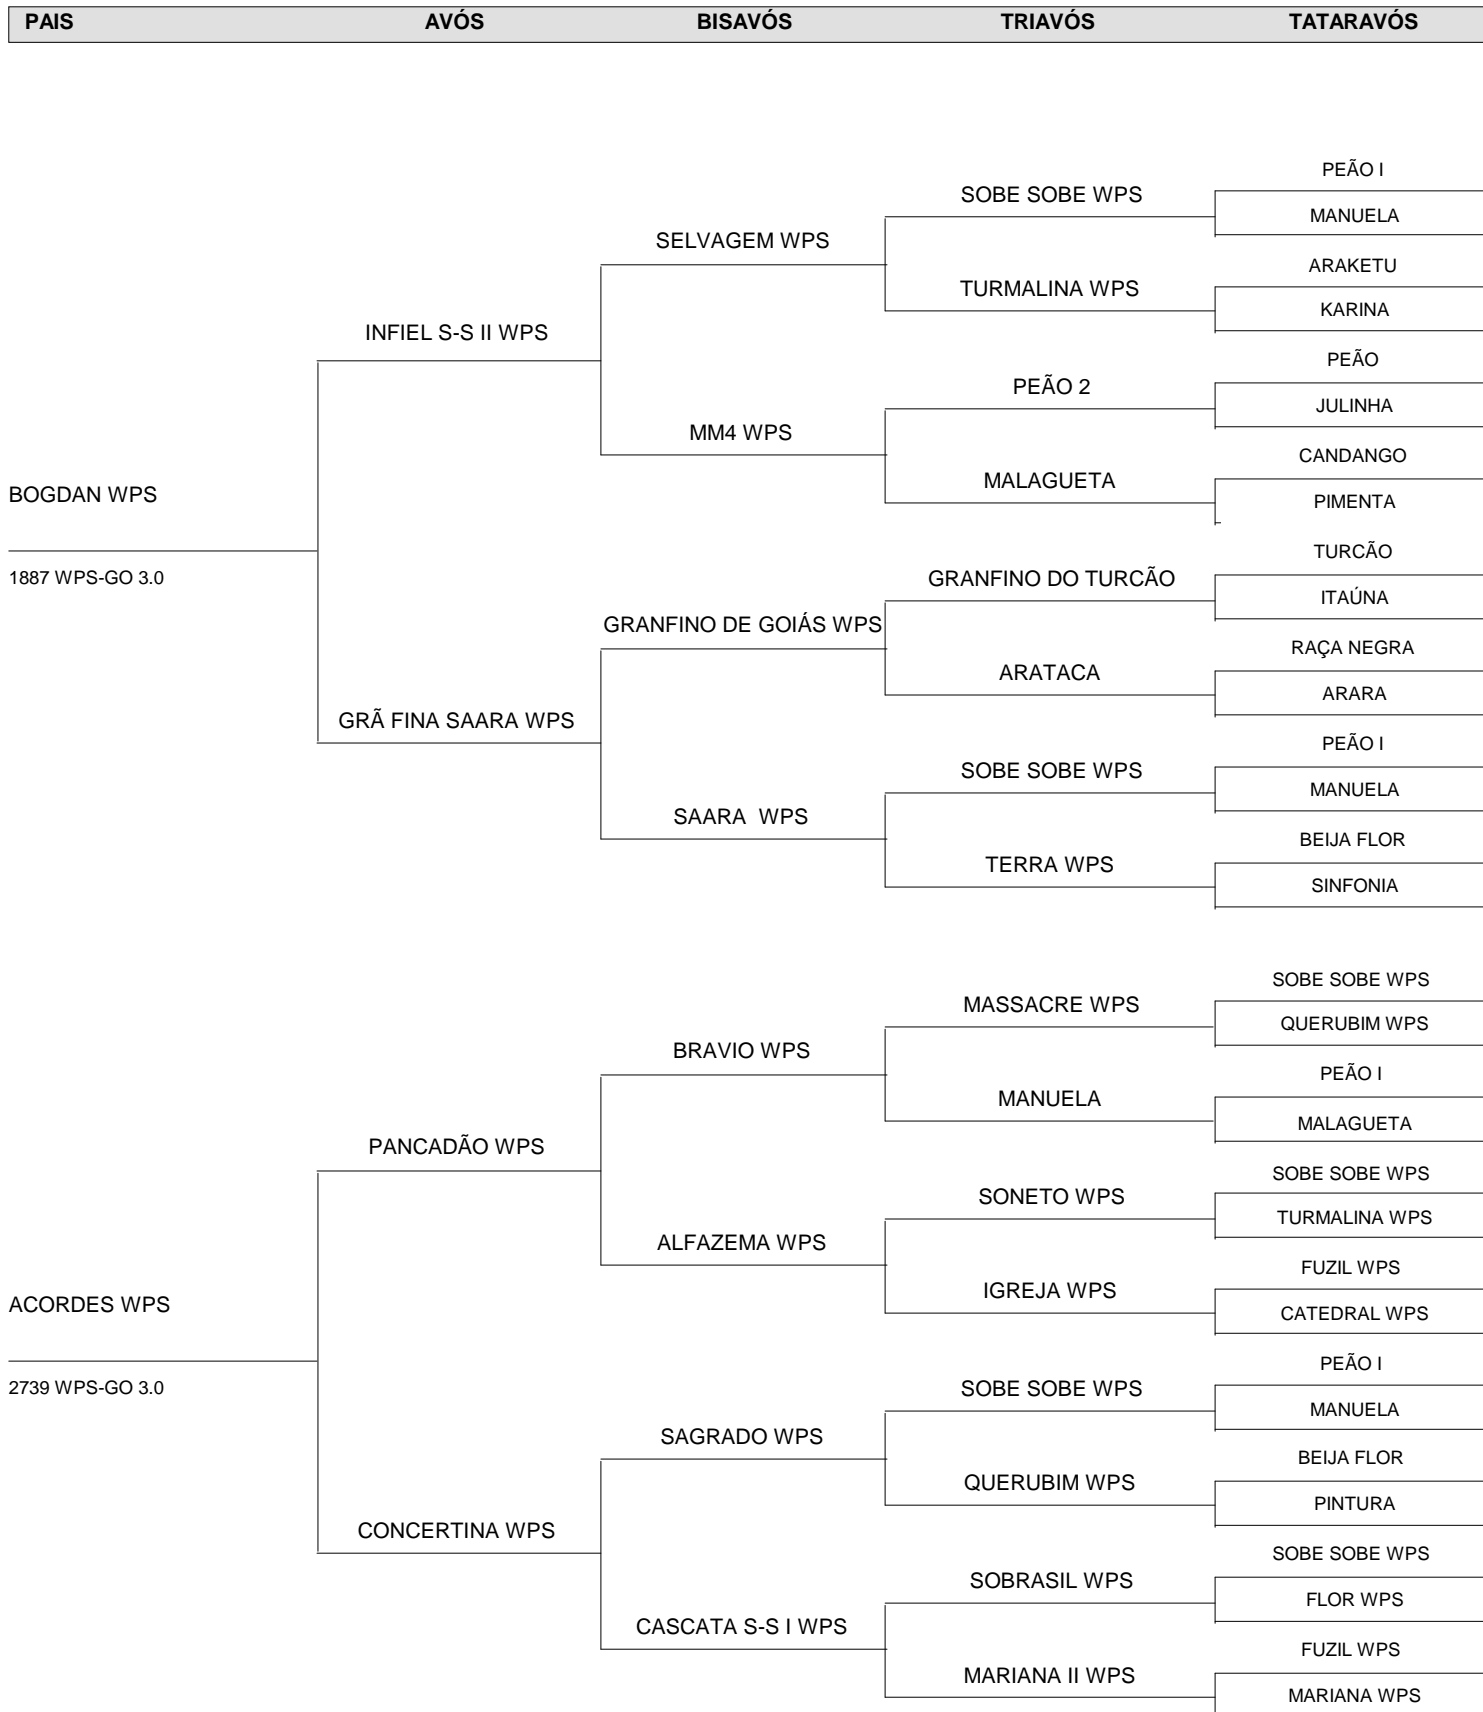 PAIS AVÓS BISAVÓS TRIAVÓS TATARAVÓS
PEÃO I
SOBE SOBE WPS
MANUELA
SELVAGEM WPS
ARAKETU
TURMALINA WPS
KARINA
INFIEL S-S II WPS
PEÃO
PEÃO 2
JULINHA
MM4 WPS
CANDANGO
MALAGUETA
PIMENTA
BOGDAN WPS
1887 WPS-GO 3.0
TURCÃO
GRANFINO DO TURCÃO
ITAÚNA
GRANFINO DE GOIÁS WPS
RAÇA NEGRA
ARATACA
ARARA
GRÃ FINA SAARA WPS
PEÃO I
SOBE SOBE WPS
MANUELA
SAARA WPS
BEIJA FLOR
TERRA WPS
SINFONIA
SOBE SOBE WPS
MASSACRE WPS
QUERUBIM WPS
BRAVIO WPS
PEÃO I
MANUELA
MALAGUETA
PANCADÃO WPS
SOBE SOBE WPS
SONETO WPS
TURMALINA WPS
ALFAZEMA WPS
FUZIL WPS
IGREJA WPS
CATEDRAL WPS
ACORDES WPS
2739 WPS-GO 3.0
PEÃO I
SOBE SOBE WPS
MANUELA
SAGRADO WPS
BEIJA FLOR
QUERUBIM WPS
PINTURA
CONCERTINA WPS
SOBE SOBE WPS
SOBRASIL WPS
FLOR WPS
CASCATA S-S I WPS
FUZIL WPS
MARIANA II WPS
MARIANA WPS